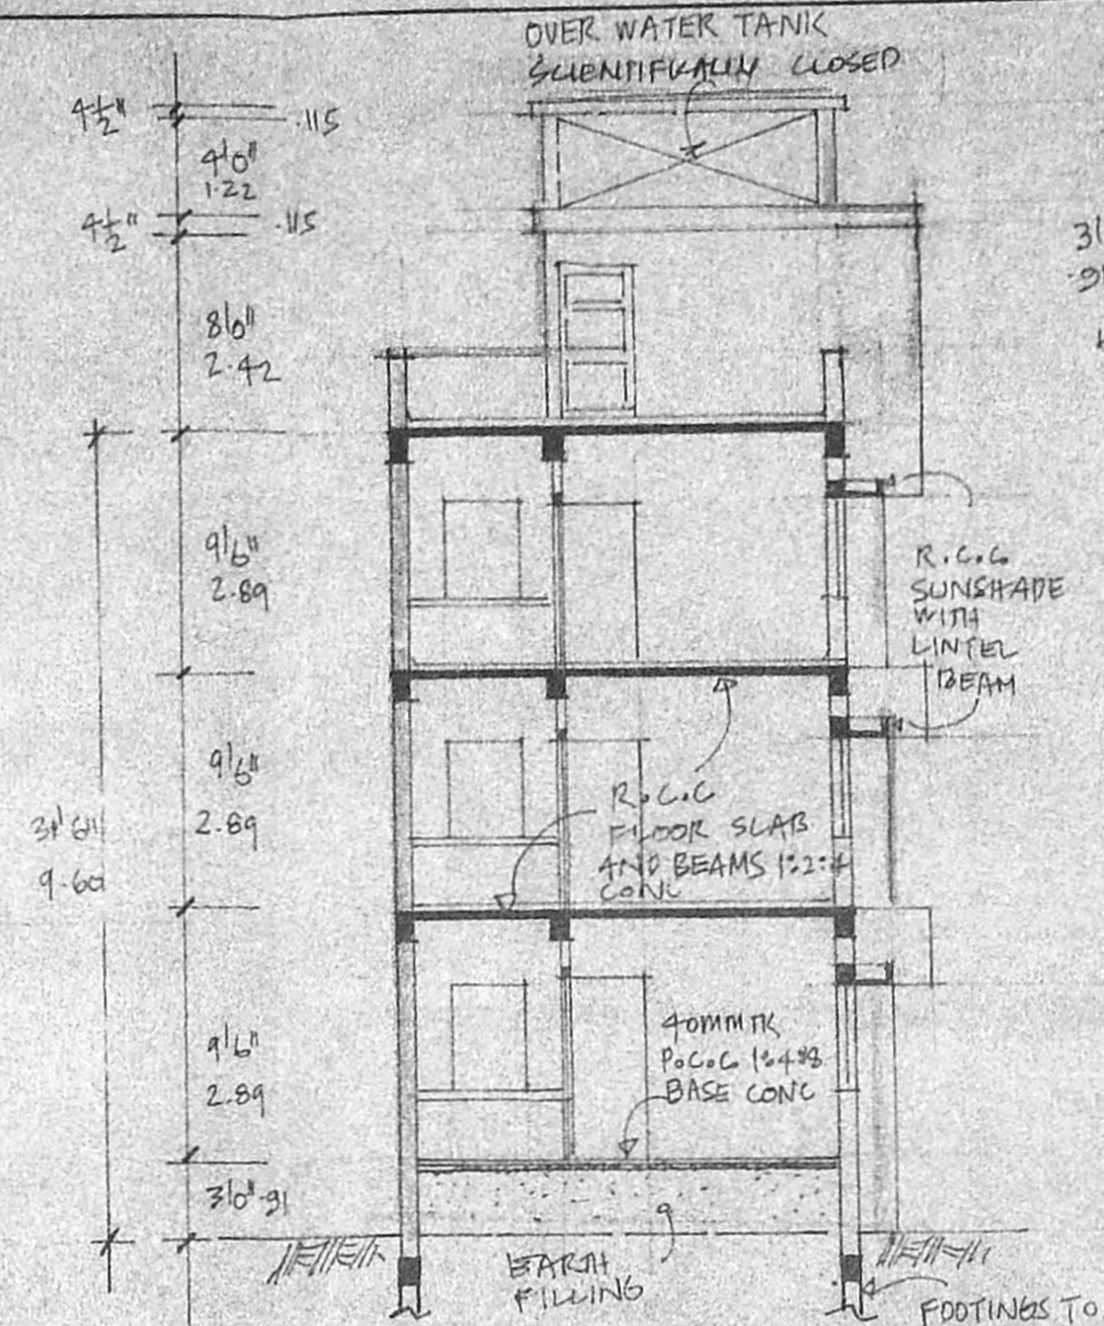 OVER WATER TANK
SCIENTIFICALLY CLOSED
4½"
.115
4'0"
1.22
4½"
.115
8'0"
2.42
9'6"
2.89
R.C.C
SUNSHADE
WITH
LINTEL
BEAM
9'6"
2.89
R.C.C
FLOOR SLAB
AND BEAMS 1:2:4
CONC
31'6"
9.60
9'6"
2.89
40MMTK
P.C.C 1:4:8
BASE CONC
3'0" .91
EARTH
FILLING
FOOTINGS TO